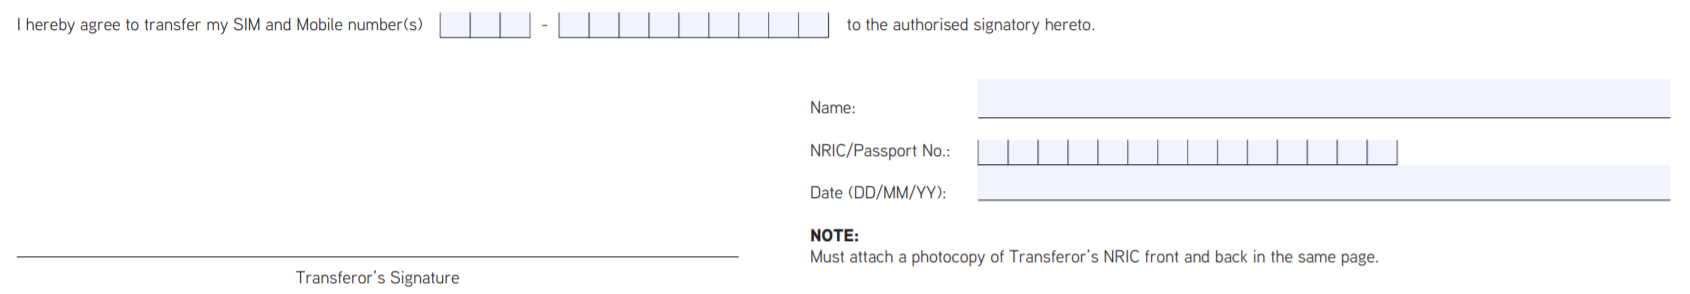 I hereby agree to transfer my SIM and Mobile number(s) - to the authorised signatory hereto.
Name:
NRIC/Passport No.:
Date (DD/MM/YY):
NOTE:
Must attach a photocopy of Transferor's NRIC front and back in the same page.
Transferor's Signature